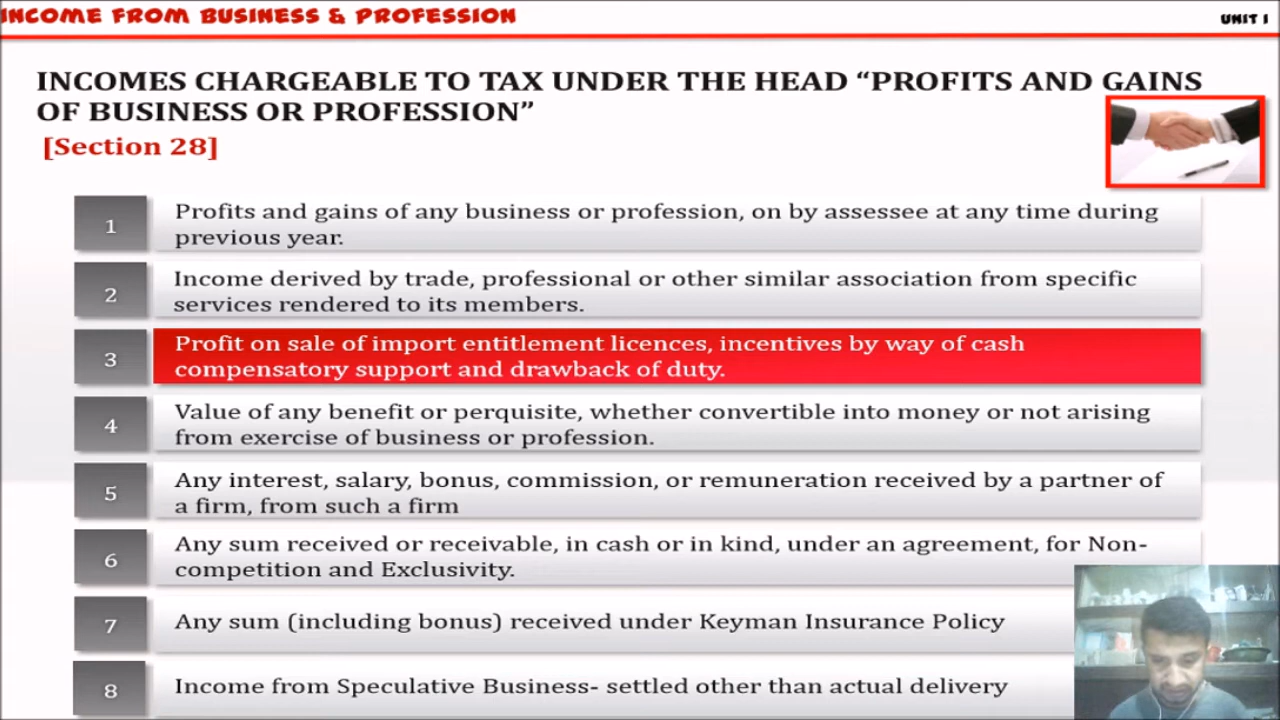 INCOME FROM BUSINESS & PROFESSION
UNIT 1
INCOMES CHARGEABLE TO TAX UNDER THE HEAD “PROFITS AND GAINS
OF BUSINESS OR PROFESSION”
[Section 28]
1
Profits and gains of any business or profession, on by assessee at any time during
previous year.
2
Income derived by trade, professional or other similar association from specific
services rendered to its members.
3
Profit on sale of import entitlement licences, incentives by way of cash
compensatory support and drawback of duty.
4
Value of any benefit or perquisite, whether convertible into money or not arising
from exercise of business or profession.
5
Any interest, salary, bonus, commission, or remuneration received by a partner of
a firm, from such a firm
6
Any sum received or receivable, in cash or in kind, under an agreement, for Non-
competition and Exclusivity.
7
Any sum (including bonus) received under Keyman Insurance Policy
8
Income from Speculative Business- settled other than actual delivery